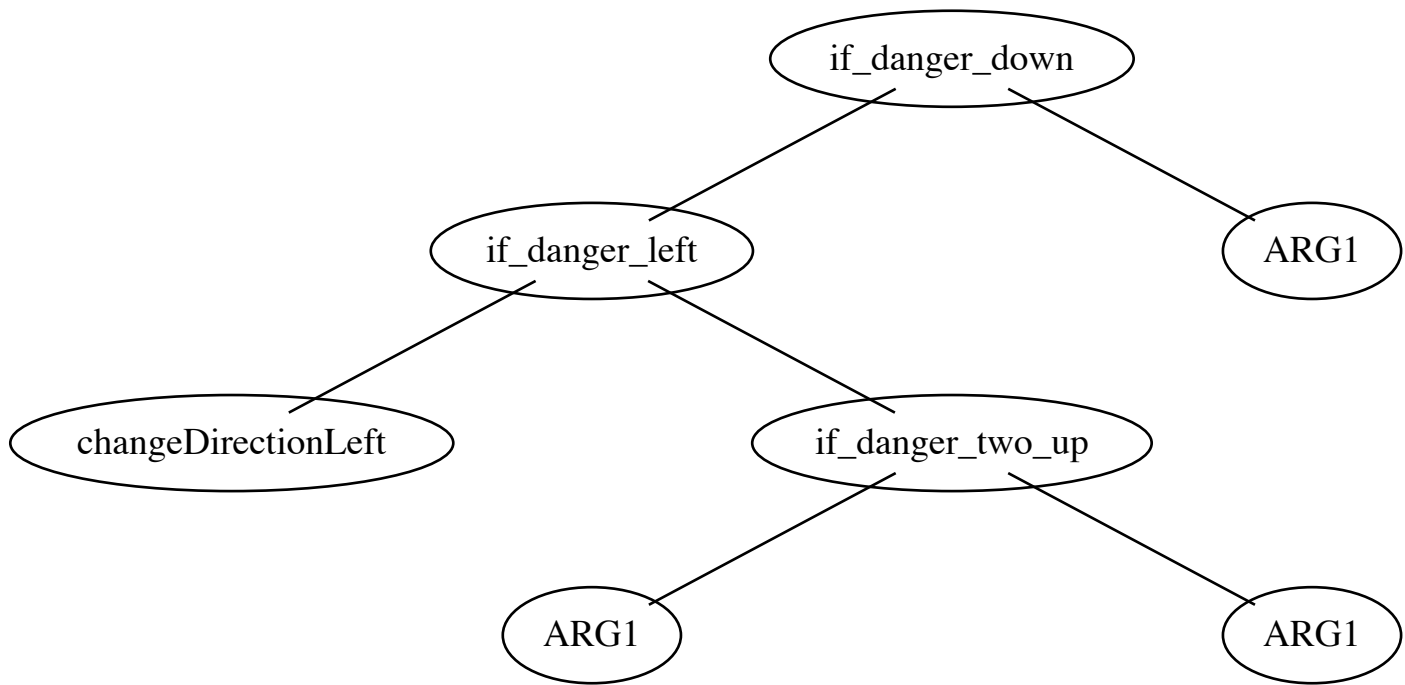 if_danger_down
if_danger_left
ARG1
changeDirectionLeft
if_danger_two_up
ARG1
ARG1